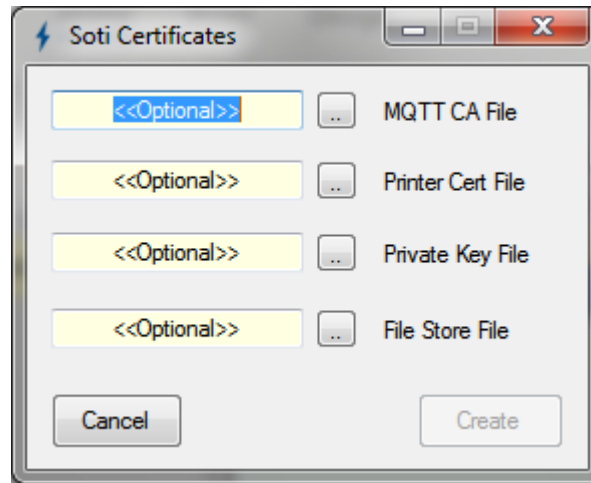 Soti Certificates
<<Optional>> .. MQTT CA File
<<Optional>> .. Printer Cert File
<<Optional>> .. Private Key File
<<Optional>> .. File Store File
Cancel Create